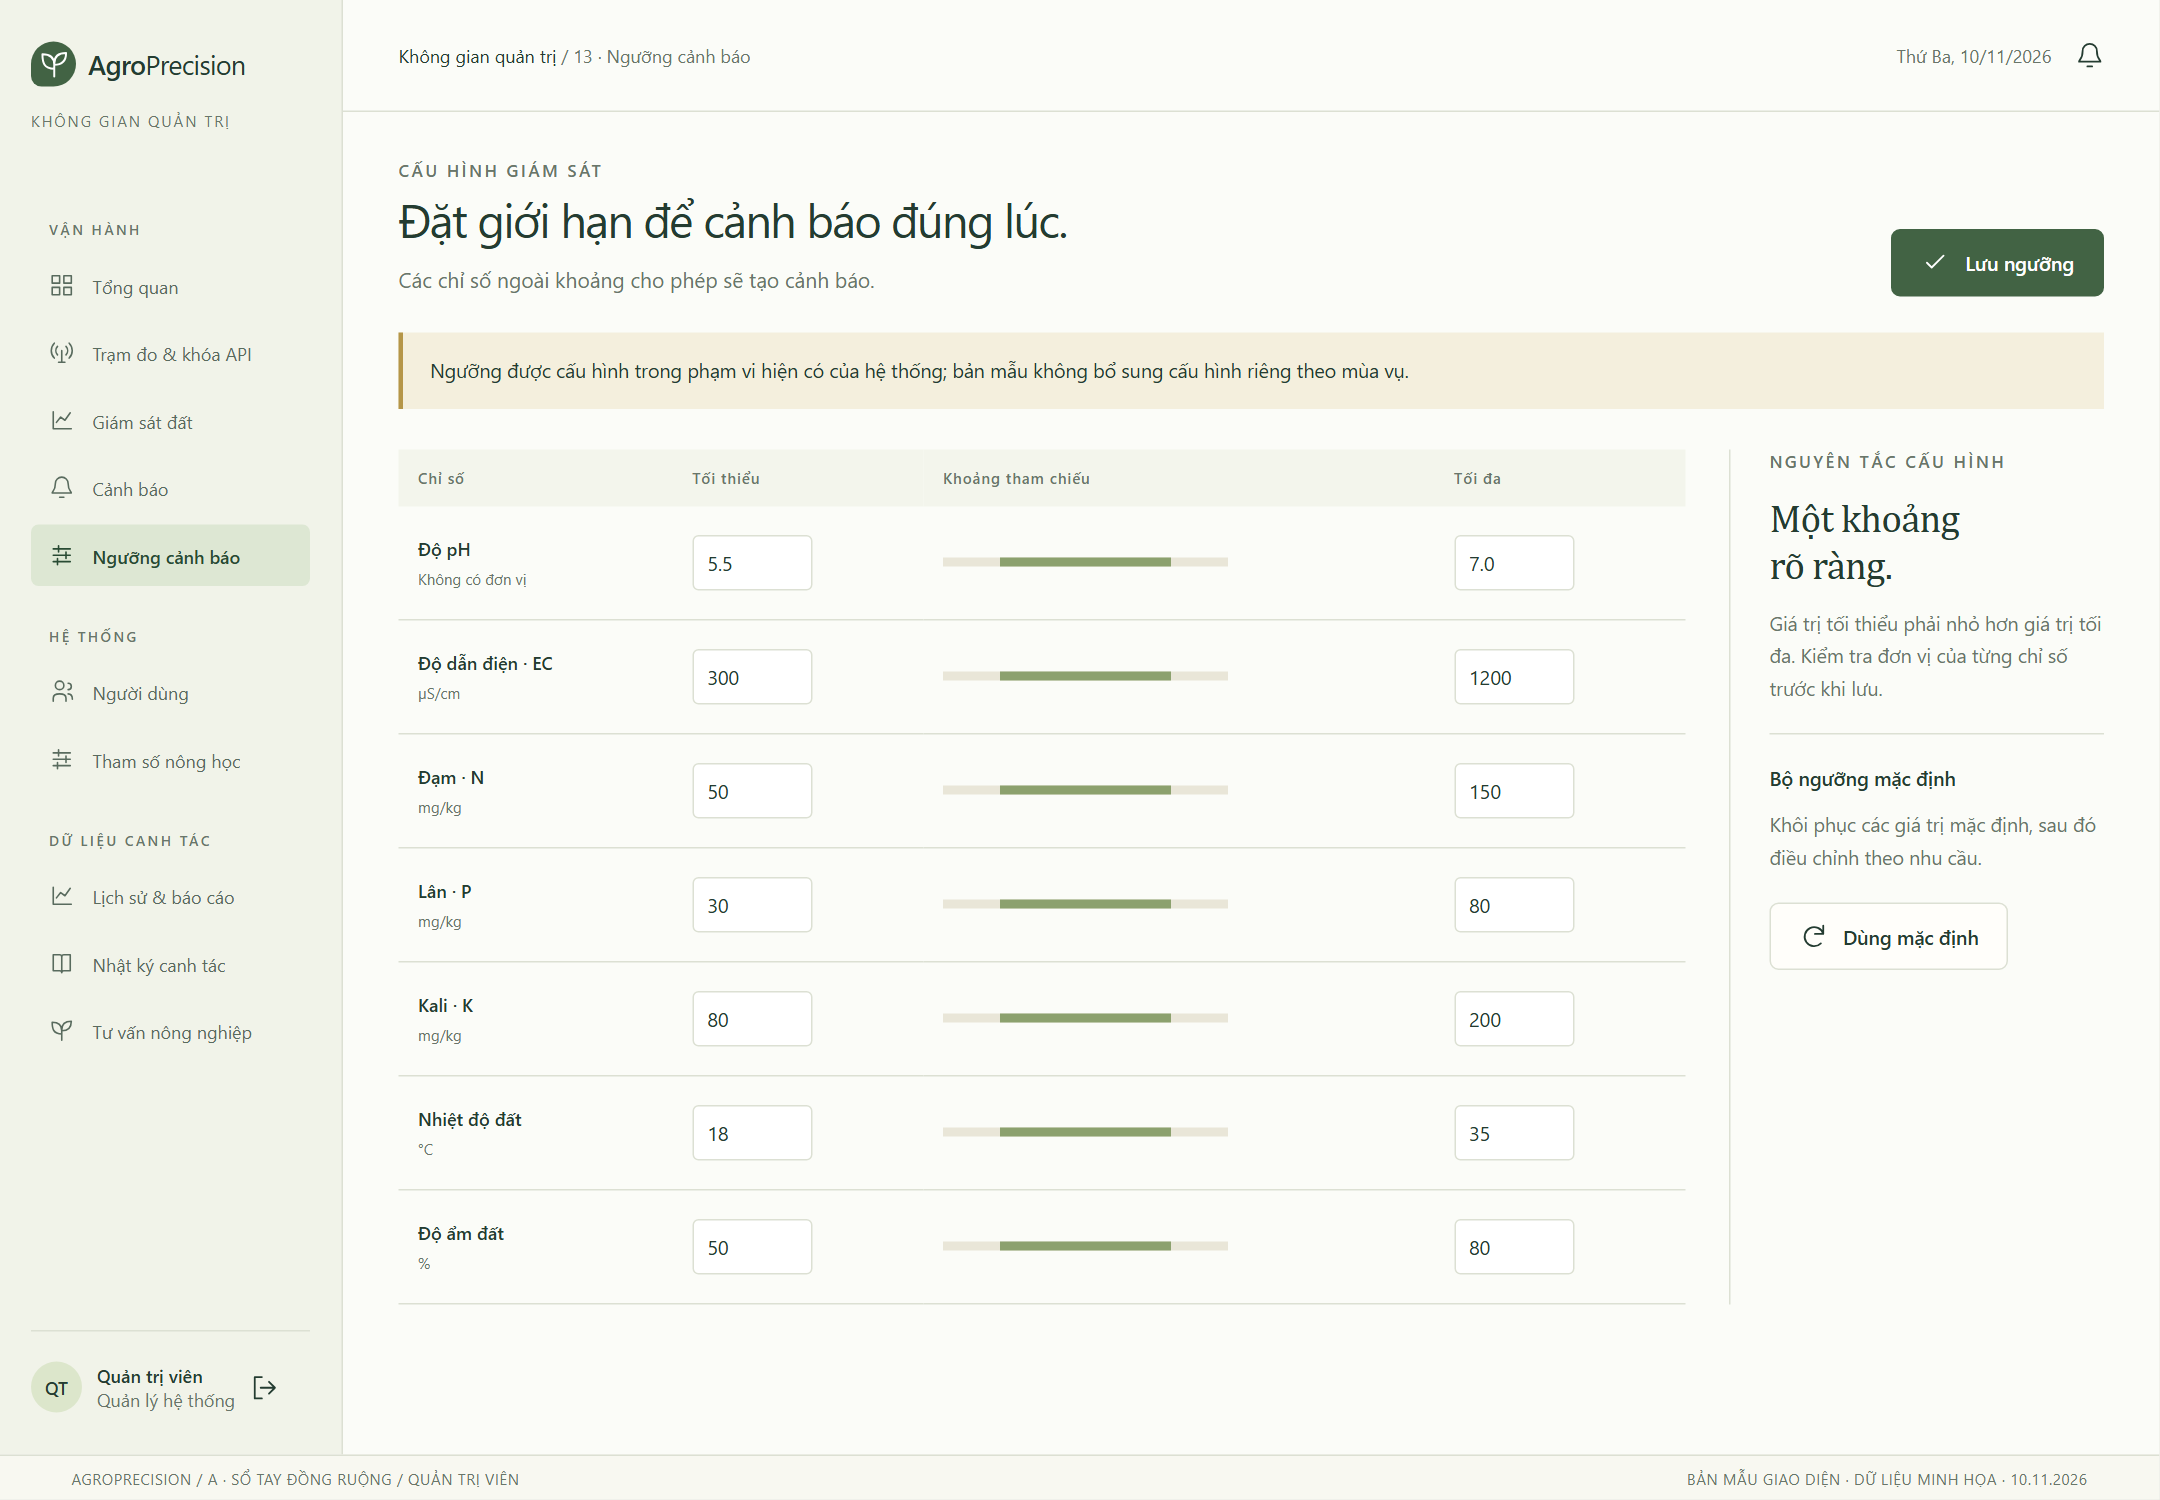 AgroPrecision
KHÔNG GIAN QUẢN TRỊ
VẬN HÀNH
Tổng quan
Trạm đo & khóa API
Giám sát đất
Cảnh báo
Ngưỡng cảnh báo
HỆ THỐNG
Người dùng
Tham số nông học
DỮ LIỆU CANH TÁC
Lịch sử & báo cáo
Nhật ký canh tác
Tư vấn nông nghiệp
QT
Quản trị viên
Quản lý hệ thống
Không gian quản trị / 13 · Ngưỡng cảnh báo
Thứ Ba, 10/11/2026
CẤU HÌNH GIÁM SÁT
Đặt giới hạn để cảnh báo đúng lúc.
Các chỉ số ngoài khoảng cho phép sẽ tạo cảnh báo.
Lưu ngưỡng
Ngưỡng được cấu hình trong phạm vi hiện có của hệ thống; bản mẫu không bổ sung cấu hình riêng theo mùa vụ.
Chỉ số Tối thiểu Khoảng tham chiếu Tối đa
Độ pH
Không có đơn vị
5.5 7.0
Độ dẫn điện · EC
µS/cm
300 1200
Đạm · N
mg/kg
50 150
Lân · P
mg/kg
30 80
Kali · K
mg/kg
80 200
Nhiệt độ đất
°C
18 35
Độ ẩm đất
%
50 80
NGUYÊN TẮC CẤU HÌNH
Một khoảng
rõ ràng.
Giá trị tối thiểu phải nhỏ hơn giá trị tối
đa. Kiểm tra đơn vị của từng chỉ số
trước khi lưu.
Bộ ngưỡng mặc định
Khôi phục các giá trị mặc định, sau đó
điều chỉnh theo nhu cầu.
Dùng mặc định
AGROPRECISION / A · SỔ TAY ĐỒNG RUỘNG / QUẢN TRỊ VIÊN
BẢN MẪU GIAO DIỆN · DỮ LIỆU MINH HỌA · 10.11.2026